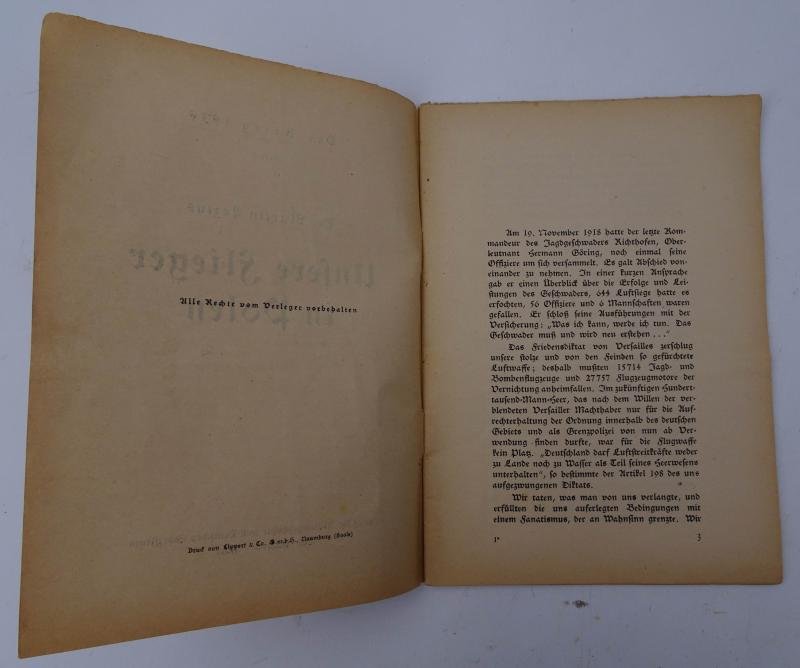 Alle Rechte vom Verleger vorbehalten
Druck von Lippert & Co. G.m.b.H., Naumburg (Saale)
Am 19. November 1918 hatte der letzte Kom-
mandeur des Jagdgeschwaders Richthofen, Ober-
leutnant Hermann Göring, noch einmal seine
Offiziere um sich versammelt. Es galt Abschied von-
einander zu nehmen. In einer kurzen Ansprache
gab er einen Überblick über die Erfolge und Lei-
stungen des Geschwaders, 644 Luftsiege hatte es
erfochten, 56 Offiziere und 6 Mannschaften waren
gefallen. Er schloß seine Ausführungen mit der
Versicherung: „Was ich kann, werde ich tun. Das
Geschwader muß und wird neu erstehen . . .“
Das Friedensdiktat von Versailles zerschlug
unsere stolze und von den Feinden so gefürchtete
Luftwaffe; deshalb mußten 15714 Jagd- und
Bombenflugzeuge und 27757 Flugzeugmotore der
Vernichtung anheimfallen. Im zukünftigen Hundert-
tausend-Mann-Heer, das nach dem Willen der ver-
blendeten Versailler Machthaber nur für die Auf-
rechterhaltung der Ordnung innerhalb des deutschen
Gebiets und als Grenzpolizei von nun ab Ver-
wendung finden durfte, war für die Flugwaffe
kein Platz. „Deutschland darf Luftstreitkräfte weder
zu Lande noch zu Wasser als Teil seines Heerwesens
unterhalten“, so bestimmte der Artikel 198 des uns
aufgezwungenen Diktats.
Wir taten, was man von uns verlangte, und
erfüllten die uns auferlegten Bedingungen mit
einem Fanatismus, der an Wahnsinn grenzte. Wir
1* 3